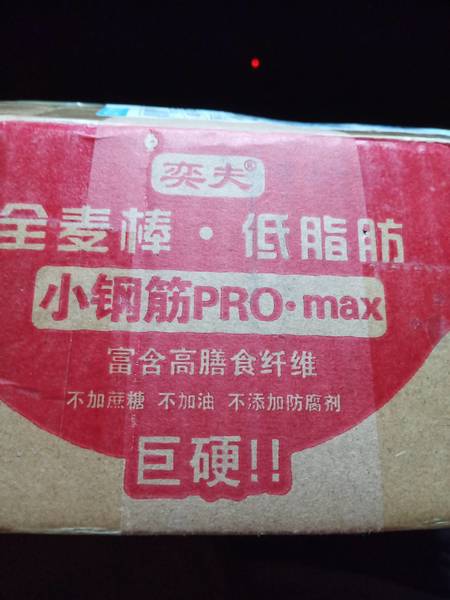 奕夫®
全麦棒·低脂肪
小钢筋PRO·max
富含高膳食纤维
不加蔗糖 不加油 不添加防腐剂
巨硬!!